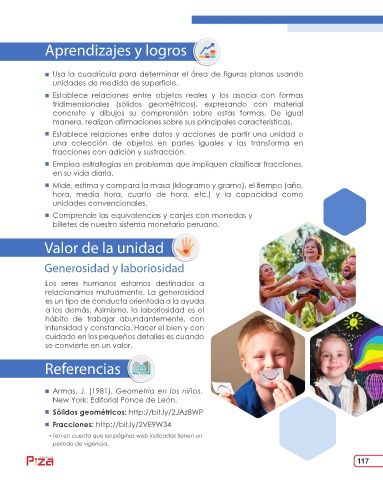 Aprendizajes y logros
■ Usa la cuadrícula para determinar el área de figuras planas usando
unidades de medida de superficie.
■ Establece relaciones entre objetos reales y los asocia con formas
tridimensionales (sólidos geométricos), expresando con material
concreto y dibujos su comprensión sobre estas formas. De igual
manera, realizan afirmaciones sobre sus principales características.
■ Establece relaciones entre datos y acciones de partir una unidad o
una colección de objetos en partes iguales y las transforma en
fracciones con adición y sustracción.
■ Emplea estrategias en problemas que impliquen clasificar fracciones,
en su vida diaria.
■ Mide, estima y compara la masa (kilogramo y gramo), el tiempo (año,
hora, media hora, cuarto de hora, etc.) y la capacidad como
unidades convencionales.
■ Comprende las equivalencias y canjes con monedas y
billetes de nuestro sistema monetario peruano.
Valor de la unidad
Generosidad y laboriosidad
Los seres humanos estamos destinados a
relacionarnos mutuamente. La generosidad
es un tipo de conducta orientada a la ayuda
a los demás. Asimismo, la laboriosidad es el
hábito de trabajar abundantemente, con
intensidad y constancia. Hacer el bien y con
cuidado en los pequeños detalles es cuando
se convierte en un valor.
Referencias
■ Armas, J. (1981). Geometría en los niños.
New York: Editorial Ponce de León.
■ Sólidos geométricos: http://bit.ly/2JAz8WP
■ Fracciones: http://bit.ly/2VE9W34
• Ten en cuenta que las páginas web indicadas tienen un
periodo de vigencia.
Piza
117